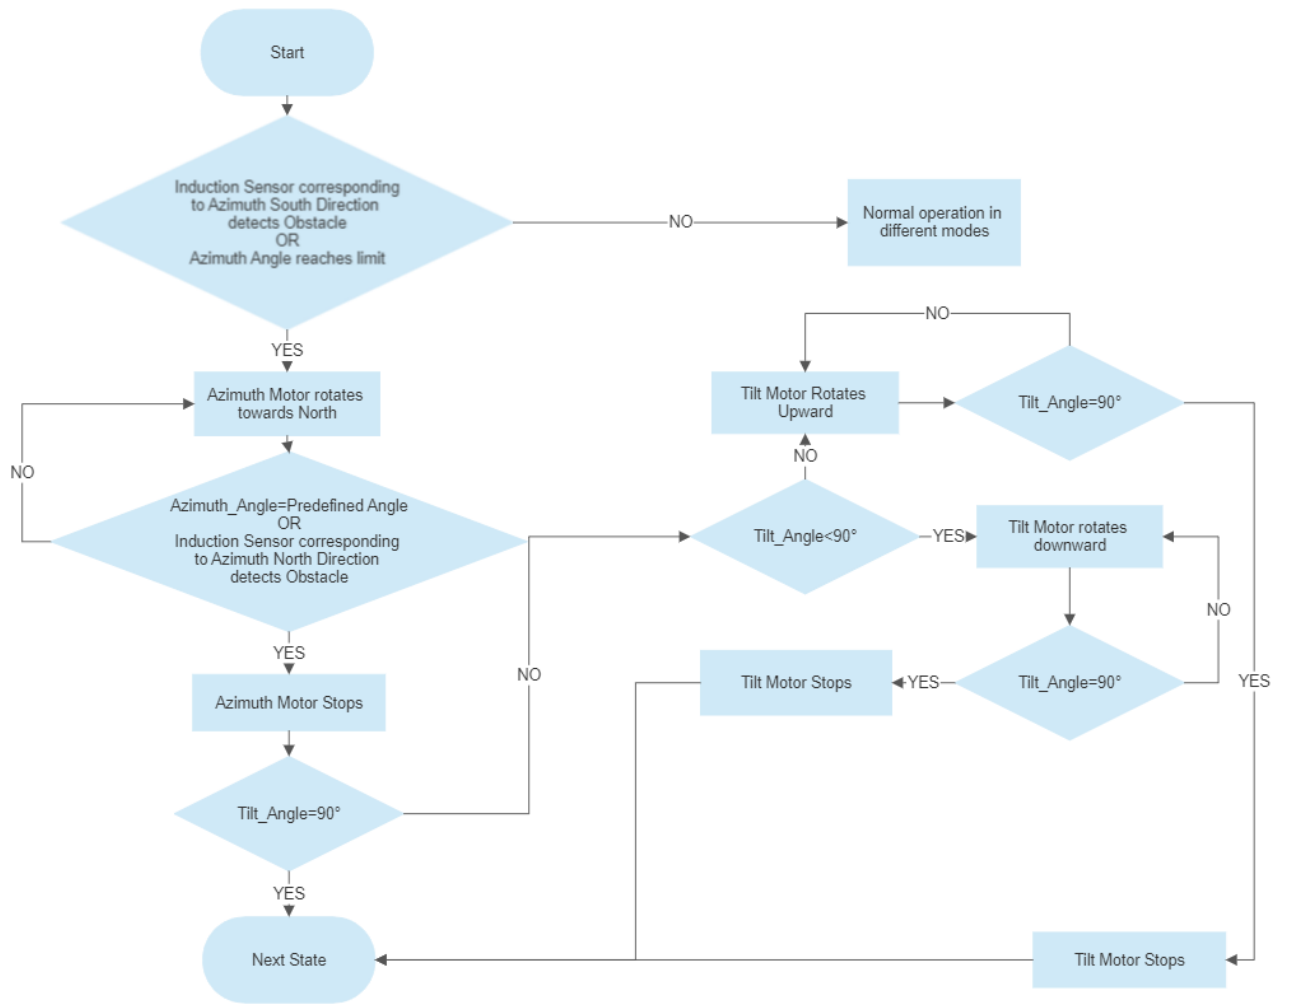 Start
Induction Sensor corresponding
to Azimuth South Direction
detects Obstacle
OR
Azimuth Angle reaches limit
NO
Normal operation in
different modes
YES
Azimuth Motor rotates
towards North
NO
Azimuth_Angle=Predefined Angle
OR
Induction Sensor corresponding
to Azimuth North Direction
detects Obstacle
YES
Azimuth Motor Stops
Tilt_Angle=90°
NO
YES
Next State
Tilt_Angle<90°
NO
Tilt Motor Rotates
Upward
NO
Tilt_Angle=90°
YES
Tilt Motor rotates
downward
NO
Tilt_Angle=90°
YES
Tilt Motor Stops
YES
Tilt Motor Stops